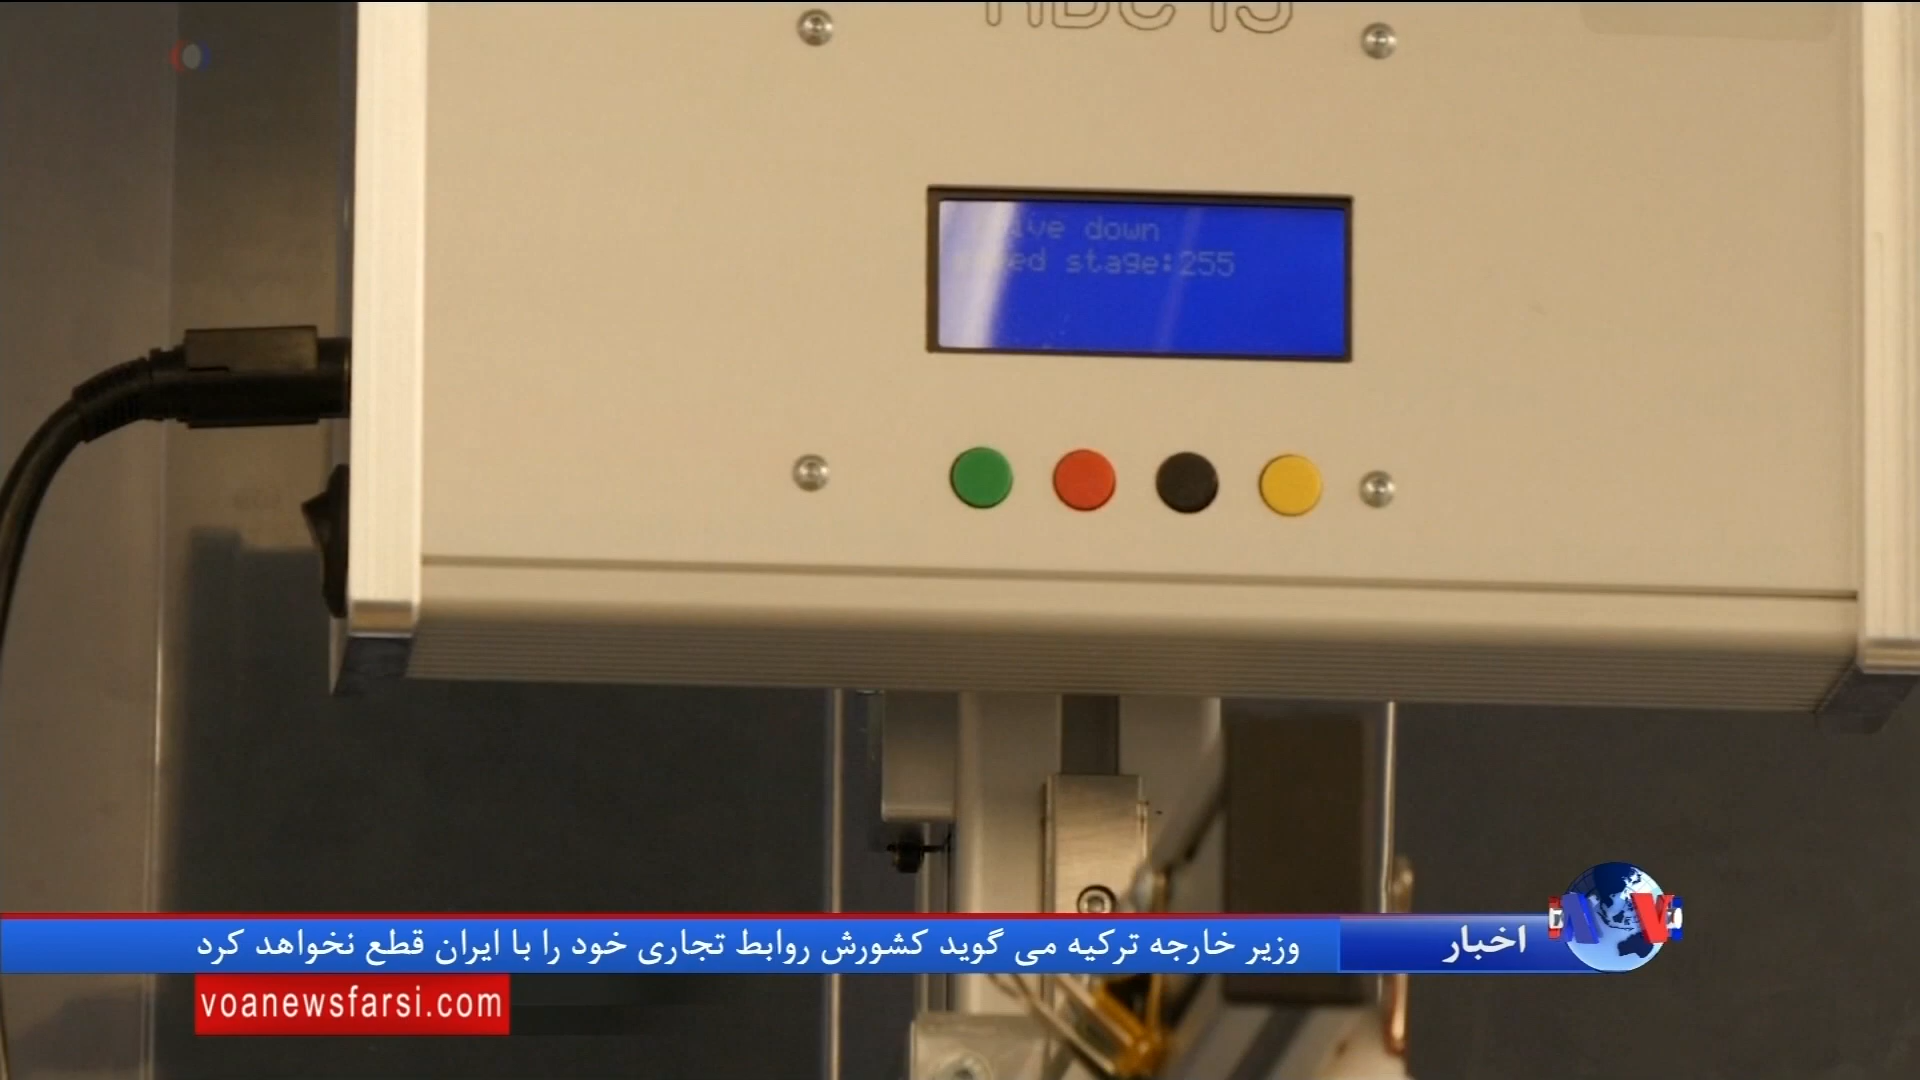 down
stage:255
وزیر خارجه ترکیه می گوید کشورش روابط تجاری خود را با ایران قطع نخواهد کرد
اخبار
voanewsfarsi.com